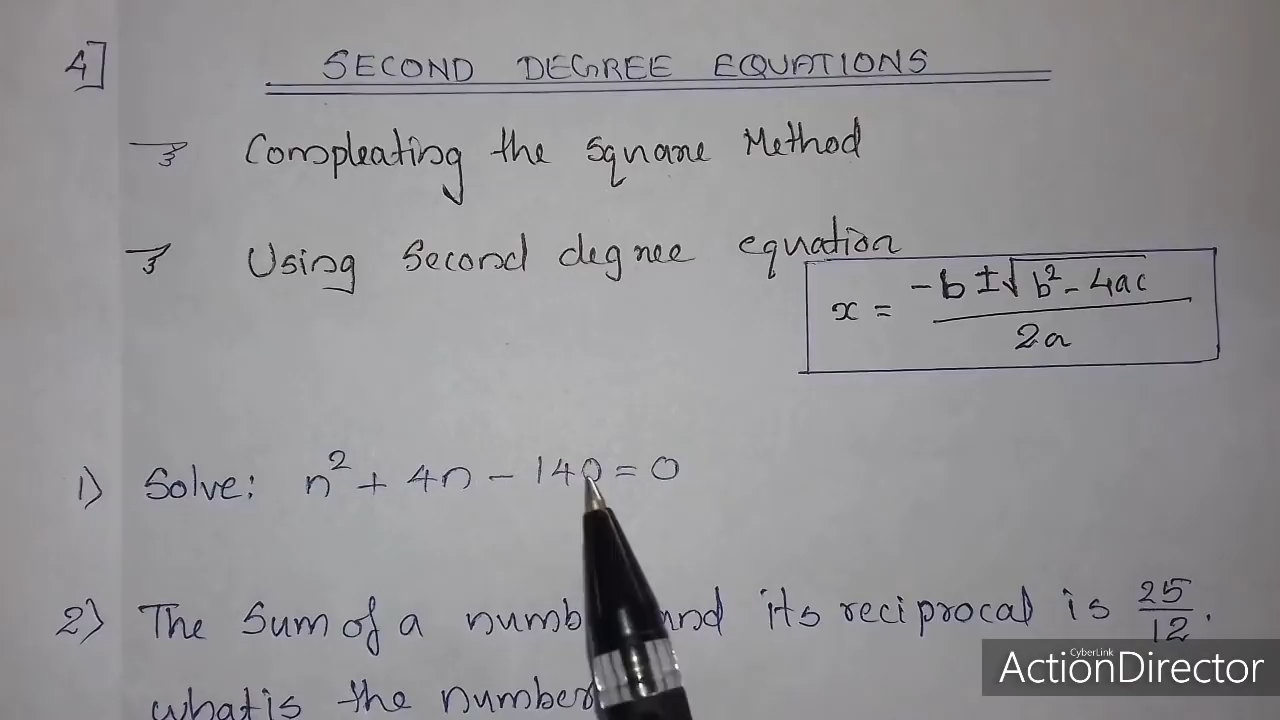 4] SECOND DEGREE EQUATIONS
→ Compleating the square Method
→ Using Second degree equation
x = -b ± √b² - 4ac / 2a
1) Solve: n² + 4n - 140 = 0
2) The Sum of a numb and its reciprocal is 25/12.
what is the number
CyberLink
ActionDirector